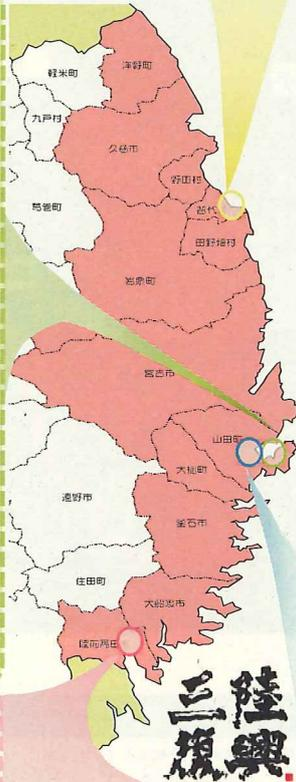 軽米町
洋野町
九戸村
久慈市
野田村
葛巻町
普代
田野畑村
岩泉町
宮古市
山田町
大槌町
遠野市
釜石市
住田町
大船渡市
陸前高田
三陸
復興